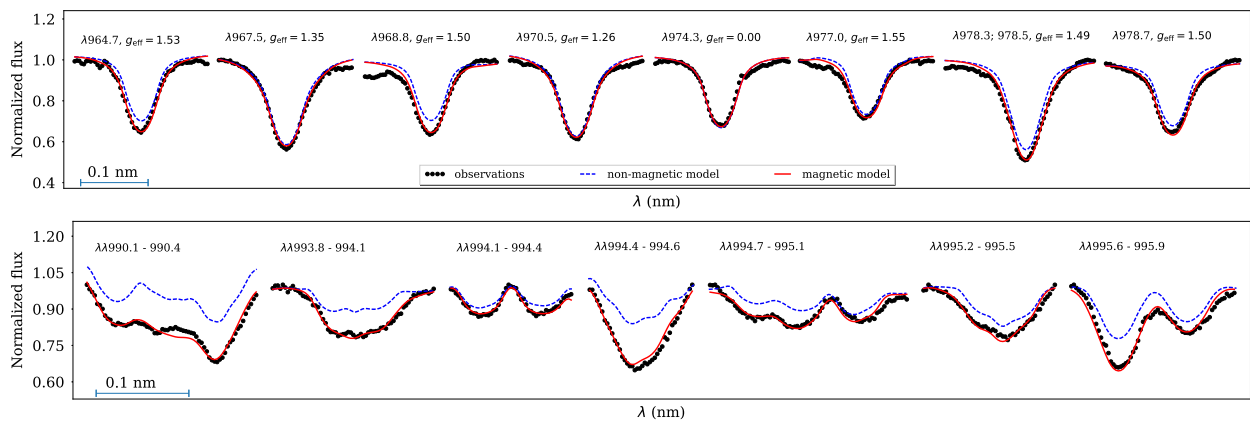 1.2
1.0
0.8
0.6
0.4
Normalized flux
λ964.7, g_eff = 1.53
λ967.5, g_eff = 1.35
λ968.8, g_eff = 1.50
λ970.5, g_eff = 1.26
λ974.3, g_eff = 0.00
λ977.0, g_eff = 1.55
λ978.3; 978.5, g_eff = 1.49
λ978.7, g_eff = 1.50
0.1 nm
observations
non-magnetic model
magnetic model
λ (nm)
1.20
1.05
0.90
0.75
0.60
Normalized flux
λλ990.1 - 990.4
λλ993.8 - 994.1
λλ994.1 - 994.4
λλ994.4 - 994.6
λλ994.7 - 995.1
λλ995.2 - 995.5
λλ995.6 - 995.9
0.1 nm
λ (nm)